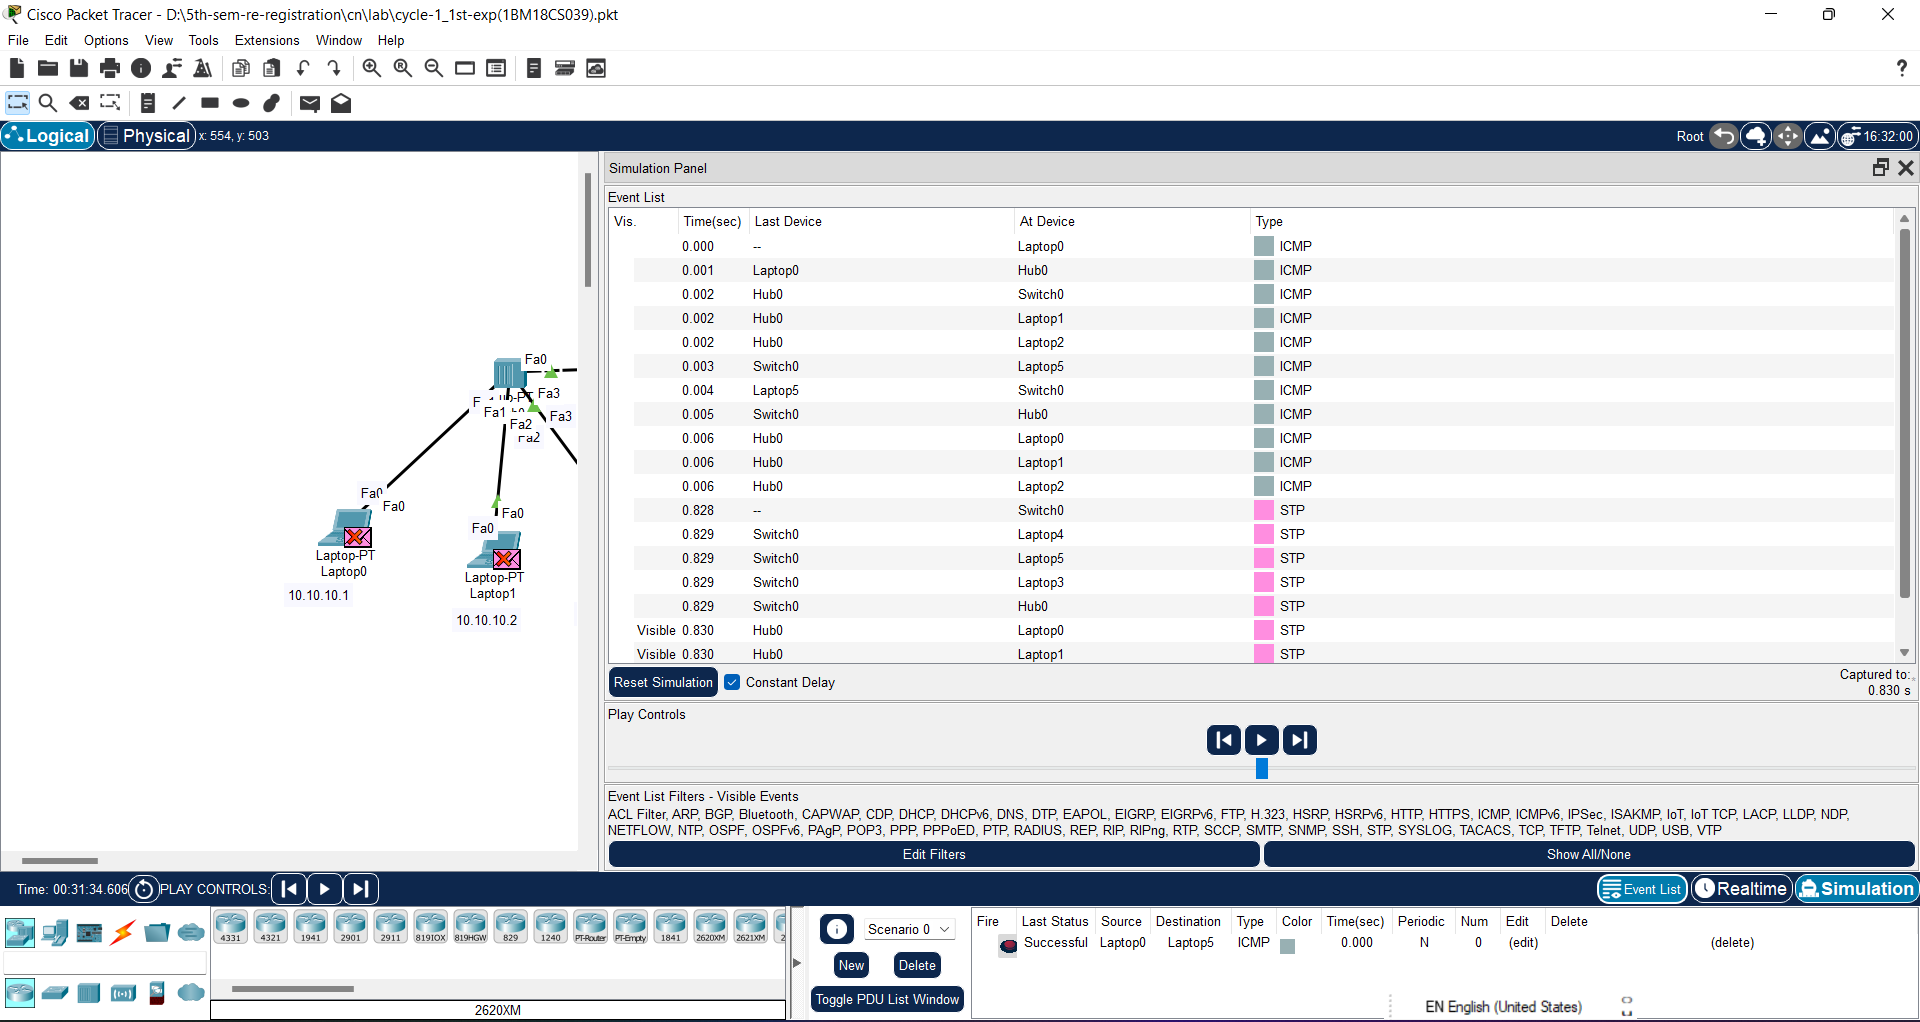 Cisco Packet Tracer - D:\5th-sem-re-registration\cn\lab\cycle-1_1st-exp(1BM18CS039).pkt
File Edit Options View Tools Extensions Window Help
Logical Physical x: 554, y: 503 Root 16:32:00
Simulation Panel
Event List
Vis. Time(sec) Last Device At Device Type
0.000 -- Laptop0 ICMP
0.001 Laptop0 Hub0 ICMP
0.002 Hub0 Switch0 ICMP
0.002 Hub0 Laptop1 ICMP
0.002 Hub0 Laptop2 ICMP
0.003 Switch0 Laptop5 ICMP
0.004 Laptop5 Switch0 ICMP
0.005 Switch0 Hub0 ICMP
0.006 Hub0 Laptop0 ICMP
0.006 Hub0 Laptop1 ICMP
0.006 Hub0 Laptop2 ICMP
0.828 -- Switch0 STP
0.829 Switch0 Laptop4 STP
0.829 Switch0 Laptop5 STP
0.829 Switch0 Laptop3 STP
0.829 Switch0 Hub0 STP
Visible 0.830 Hub0 Laptop0 STP
Visible 0.830 Hub0 Laptop1 STP
Fa0
Fa3
Fa1
Fa3
Fa2
Fa2
Fa0
Fa0
Fa0
Fa0
Laptop-PT
Laptop0
10.10.10.1
Laptop-PT
Laptop1
10.10.10.2
Reset Simulation Constant Delay
Captured to:
0.830 s
Play Controls
Event List Filters - Visible Events
ACL Filter, ARP, BGP, Bluetooth, CAPWAP, CDP, DHCP, DHCPv6, DNS, DTP, EAPOL, EIGRP, EIGRPv6, FTP, H.323, HSRP, HSRPv6, HTTP, HTTPS, ICMP, ICMPv6, IPSec, ISAKMP, IoT, IoT TCP, LACP, LLDP, NDP,
NETFLOW, NTP, OSPF, OSPFv6, PAgP, POP3, PPP, PPPoED, PTP, RADIUS, REP, RIP, RIPng, RTP, SCCP, SMTP, SNMP, SSH, STP, SYSLOG, TACACS, TCP, TFTP, Telnet, UDP, USB, VTP
Edit Filters Show All/None
Time: 00:31:34.606 PLAY CONTROLS: Event List Realtime Simulation
4331 4321 1941 2901 2911 819IOX 819HGW 829 1240 PT-Router PT-Empty 1841 2620XM 2621XM
2620XM
Scenario 0
New Delete
Toggle PDU List Window
Fire Last Status Source Destination Type Color Time(sec) Periodic Num Edit Delete
Successful Laptop0 Laptop5 ICMP 0.000 N 0 (edit) (delete)
EN English (United States)